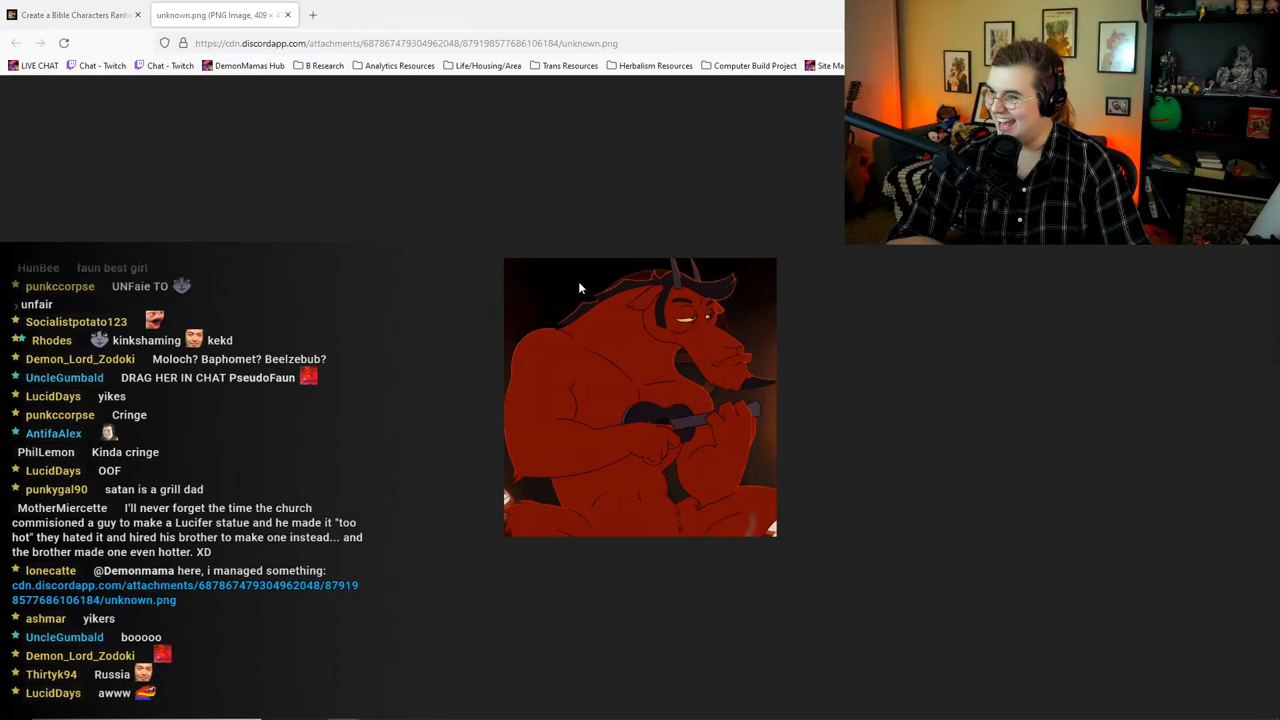 Create a Bible Characters Rankin
unknown.png (PNG Image, 409 ×
https://cdn.discordapp.com/attachments/687867479304962048/879198577686106184/unknown.png
LIVE CHAT Chat - Twitch Chat - Twitch DemonMamas Hub B Research Analytics Resources Life/Housing/Area Trans Resources Herbalism Resources Computer Build Project Site Ma
HunBee faun best girl
punkccorpse UNFaie TO
unfair
Socialistpotato123
Rhodes kinkshaming kekd
Demon_Lord_Zodoki Moloch? Baphomet? Beelzebub?
UncleGumbald DRAG HER IN CHAT PseudoFaun
LucidDays yikes
punkccorpse Cringe
AntifaAlex
PhilLemon Kinda cringe
LucidDays OOF
punkygal90 satan is a grill dad
MotherMiercette I'll never forget the time the church
commisioned a guy to make a Lucifer statue and he made it "too
hot" they hated it and hired his brother to make one instead... and
the brother made one even hotter. XD
lonecatte @Demonmama here, i managed something:
cdn.discordapp.com/attachments/687867479304962048/87919
8577686106184/unknown.png
ashmar yikers
UncleGumbald booooo
Demon_Lord_Zodoki
Thirtyk94 Russia
LucidDays awww